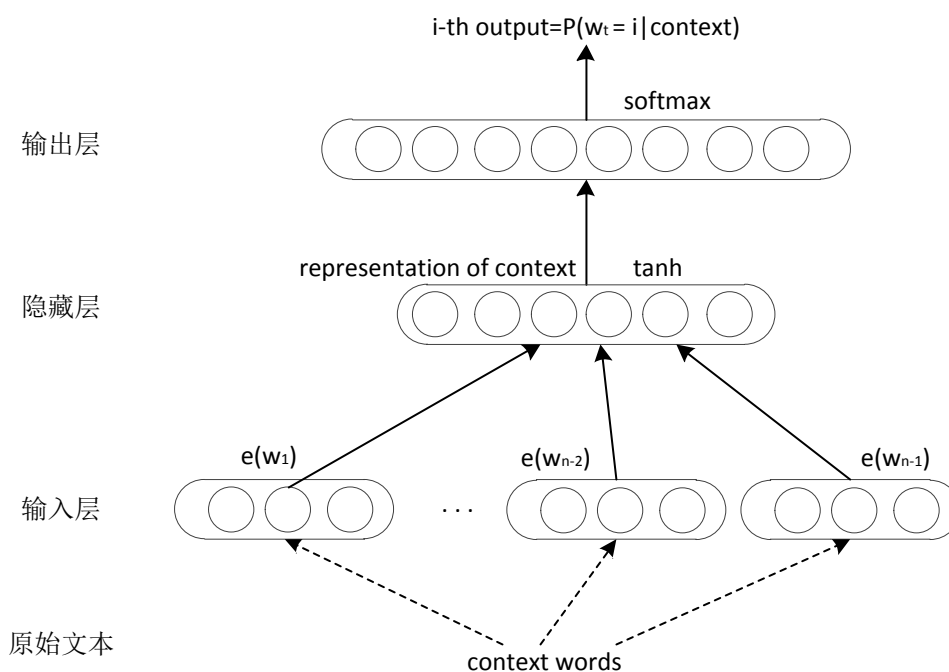 i-th output=P(wt = i|context)
softmax
输出层
representation of context tanh
隐藏层
e(w1) e(wn-2) e(wn-1)
输入层 ...
原始文本
context words